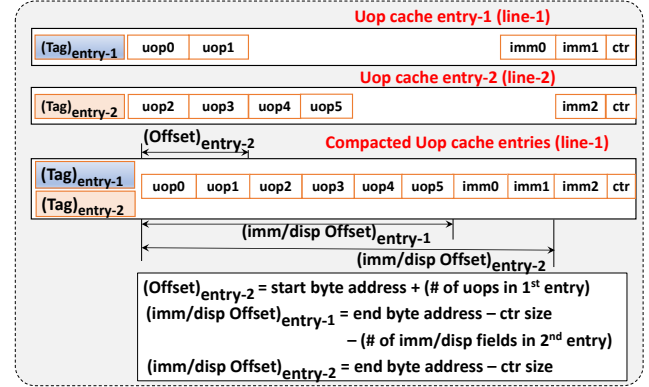 Uop cache entry-1 (line-1)
(Tag)entry-1 uop0 uop1 imm0 imm1 ctr
Uop cache entry-2 (line-2)
(Tag)entry-2 uop2 uop3 uop4 uop5 imm2 ctr
(Offset)entry-2 Compacted Uop cache entries (line-1)
(Tag)entry-1
(Tag)entry-2
uop0 uop1 uop2 uop3 uop4 uop5 imm0 imm1 imm2 ctr
(imm/disp Offset)entry-1
(imm/disp Offset)entry-2
(Offset)entry-2 = start byte address + (# of uops in 1st entry)
(imm/disp Offset)entry-1 = end byte address – ctr size
– (# of imm/disp fields in 2nd entry)
(imm/disp Offset)entry-2 = end byte address – ctr size